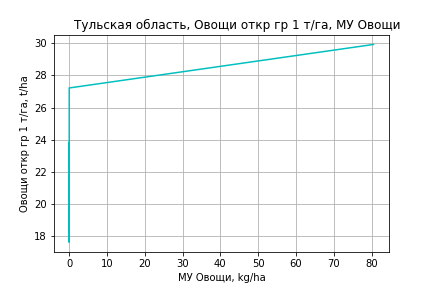 Тульская область, Овощи откр гр 1 т/га, МУ Овощи
30
28
26
24
22
20
18
Овощи откр гр 1 т/га, t/ha
0 10 20 30 40 50 60 70 80
МУ Овощи, kg/ha